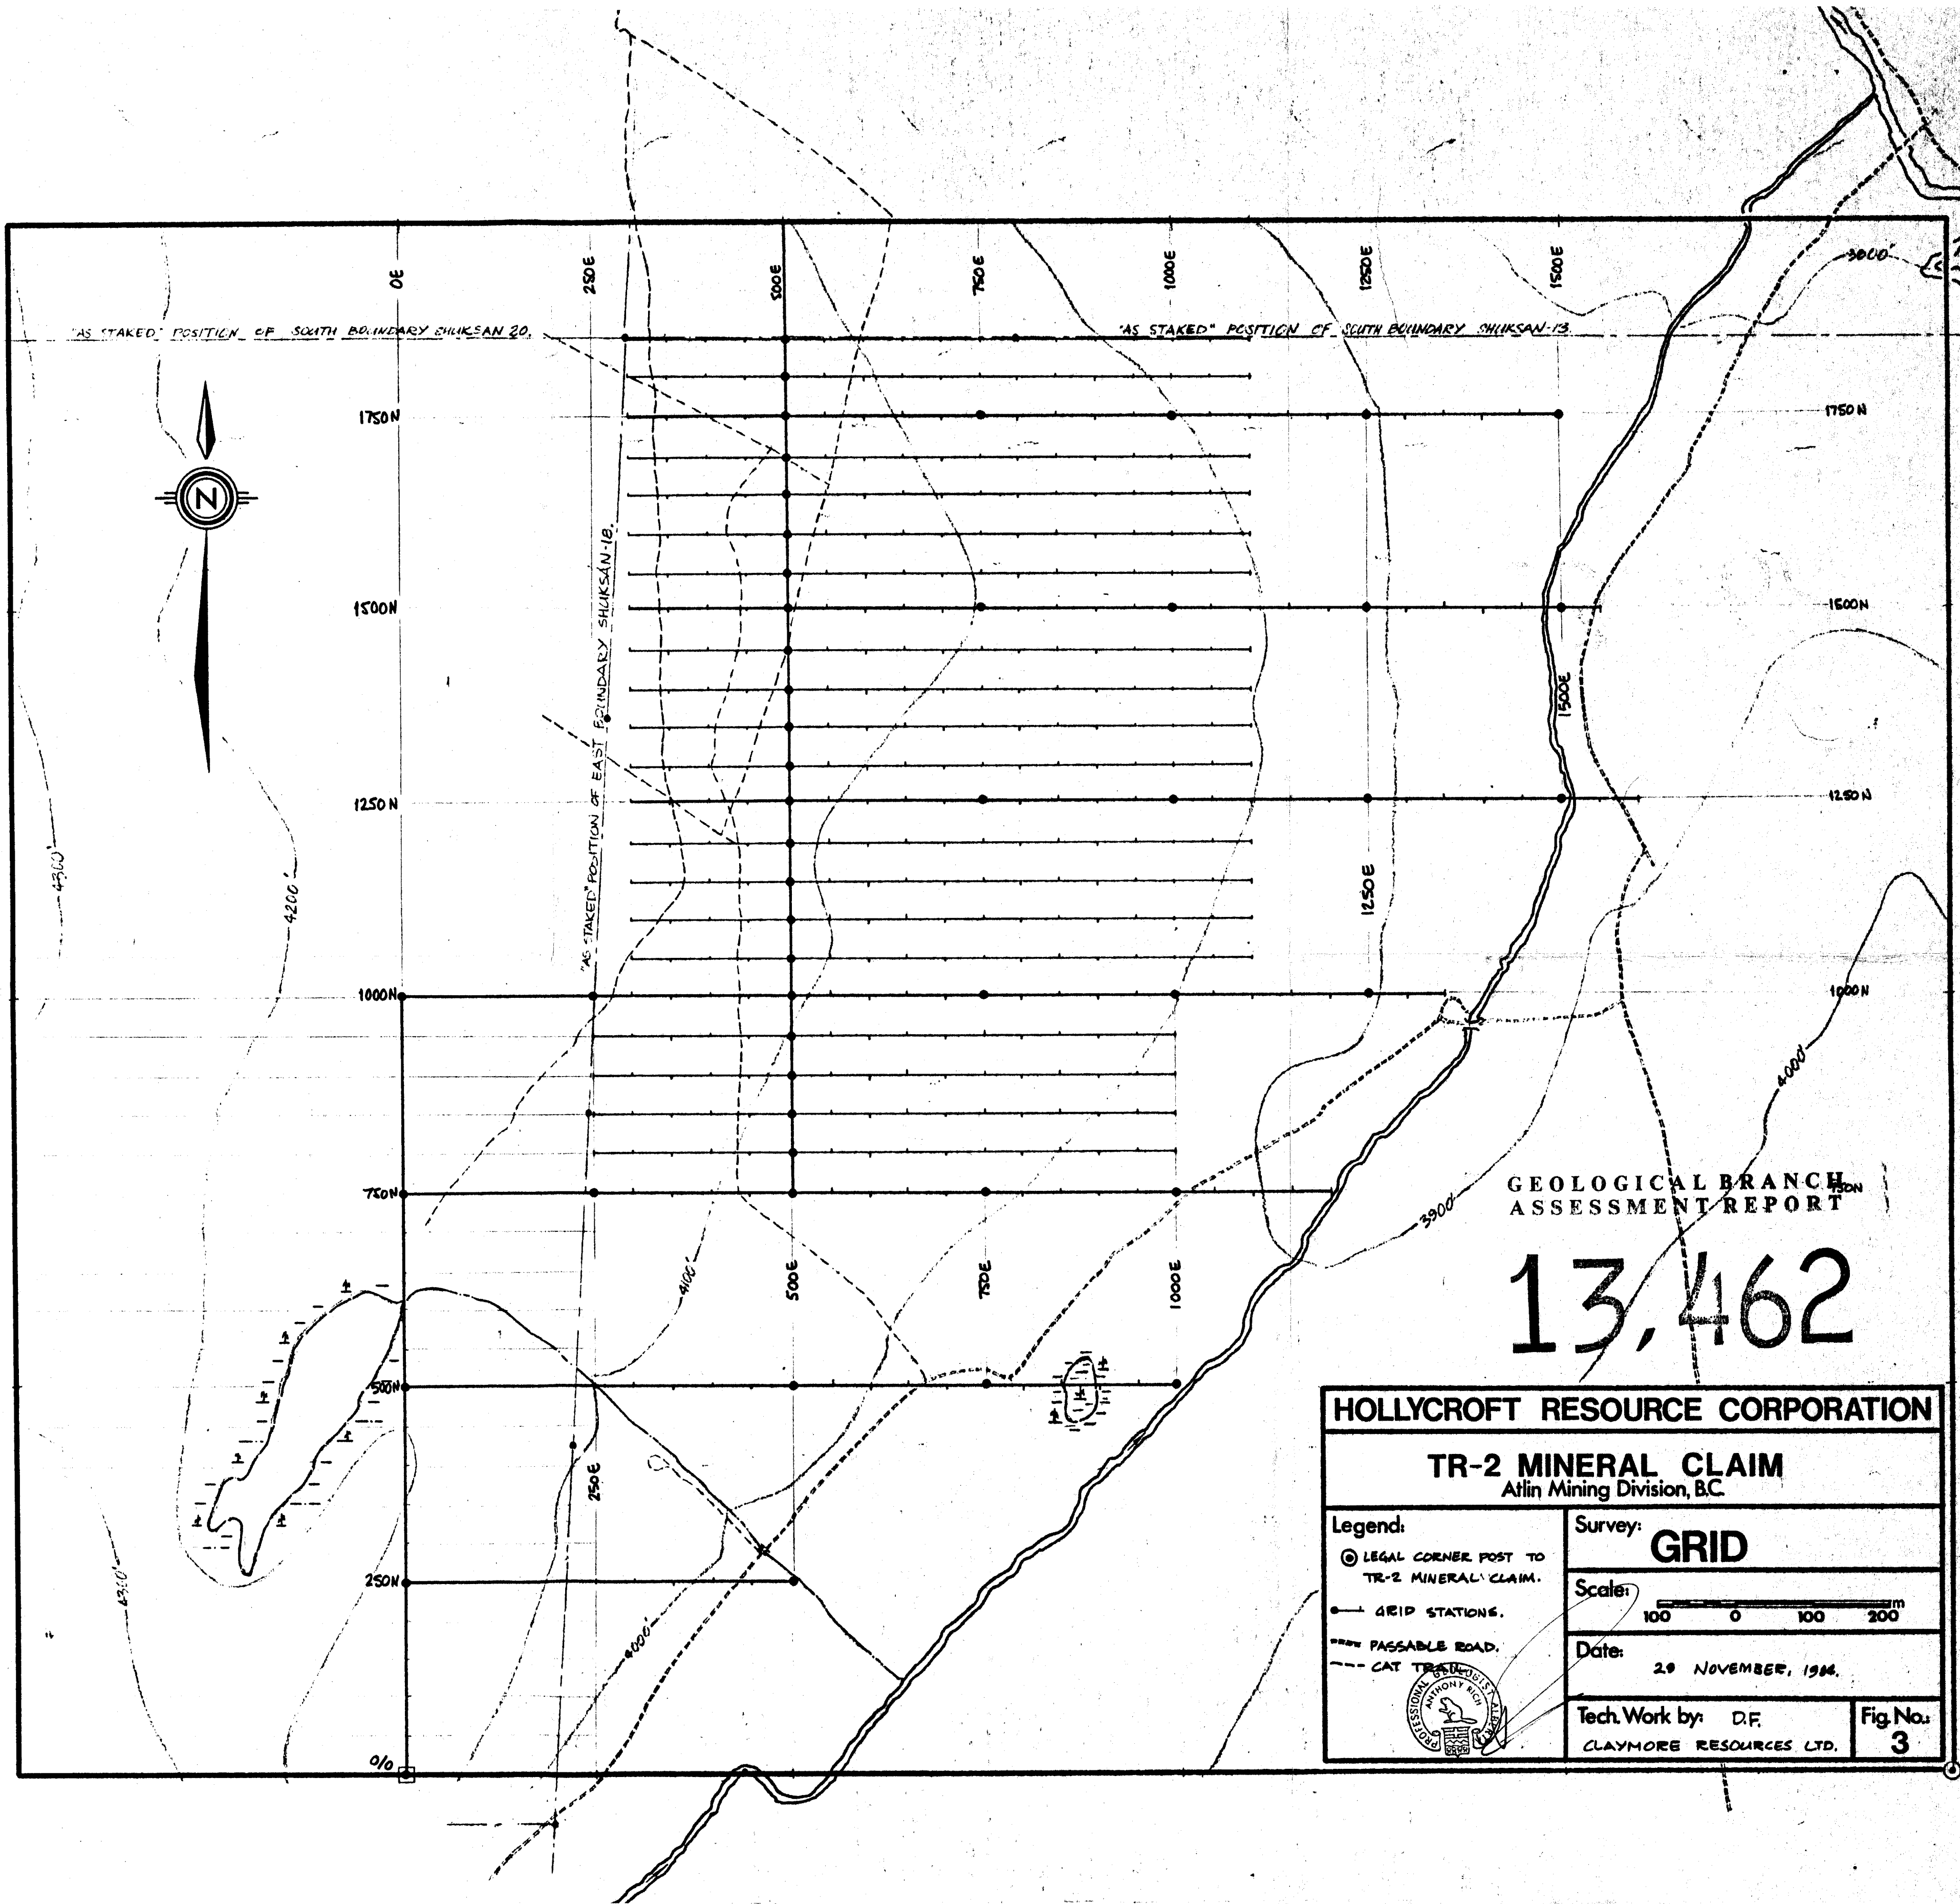 0E
250E
500E
750E
1000E
1250E
1500E
3000'
"AS STAKED" POSITION OF SOUTH BOUNDARY SHUKSAN 20.
"AS STAKED" POSITION OF SOUTH BOUNDARY SHUKSAN-13.
1750N
1750N
N
"AS STAKED" POSITION OF EAST BOUNDARY SHUKSAN-18.
1500N
1500N
1500E
1250N
1250N
4300'
4200'
1250E
1000N
1000N
4000'
750N
750N
3900'
GEOLOGICAL BRANCH
ASSESSMENT REPORT
13,462
4100'
500E
750E
1000E
500N
250E
250N
4000'
0/0
HOLLYCROFT RESOURCE CORPORATION
TR-2 MINERAL CLAIM
Atlin Mining Division, B.C.
Legend:
LEGAL CORNER POST TO
TR-2 MINERAL CLAIM.
GRID STATIONS.
PASSABLE ROAD.
CAT TRAIL
PROFESSIONAL GEOLOGIST ALBERTA
ANTHONY RICH
Survey:
GRID
Scale:
100 0 100 200 m
Date:
29 NOVEMBER, 1984.
Tech. Work by: D.F.
CLAYMORE RESOURCES LTD.
Fig. No.:
3